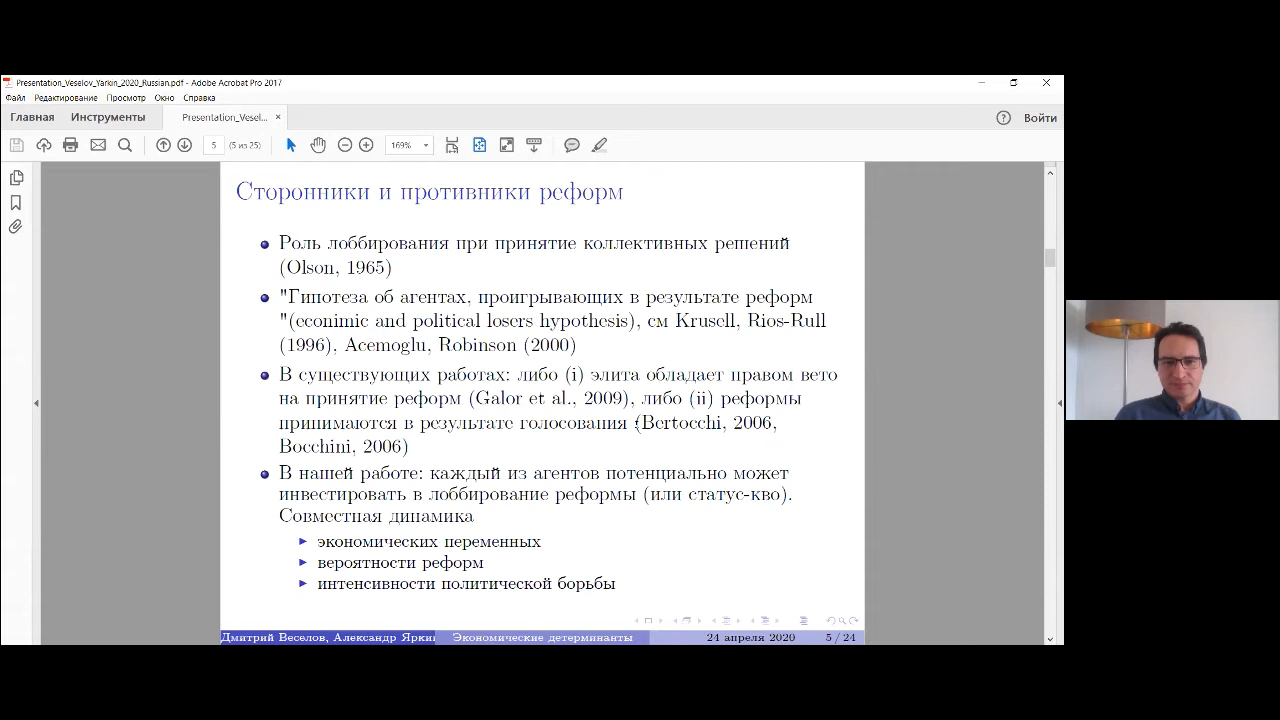 Presentation_Veselov_Yarkin_2020_Russian.pdf - Adobe Acrobat Pro 2017
Файл Редактирование Просмотр Окно Справка
Главная Инструменты Presentation_Vesel... × Войти
5 (5 из 25) 169%
Сторонники и противники реформ
Роль лоббирования при принятие коллективных решений
(Olson, 1965)
"Гипотеза об агентах, проигрывающих в результате реформ
"(econimic and political losers hypothesis), см Krusell, Rios-Rull
(1996), Acemoglu, Robinson (2000)
В существующих работах: либо (i) элита обладает правом вето
на принятие реформ (Galor et al., 2009), либо (ii) реформы
принимаются в результате голосования (Bertocchi, 2006,
Bocchini, 2006)
В нашей работе: каждый из агентов потенциально может
инвестировать в лоббирование реформы (или статус-кво).
Совместная динамика
экономических переменных
вероятности реформ
интенсивности политической борьбы
Дмитрий Веселов, Александр Яркин Экономические детерминанты 24 апреля 2020 5 / 24